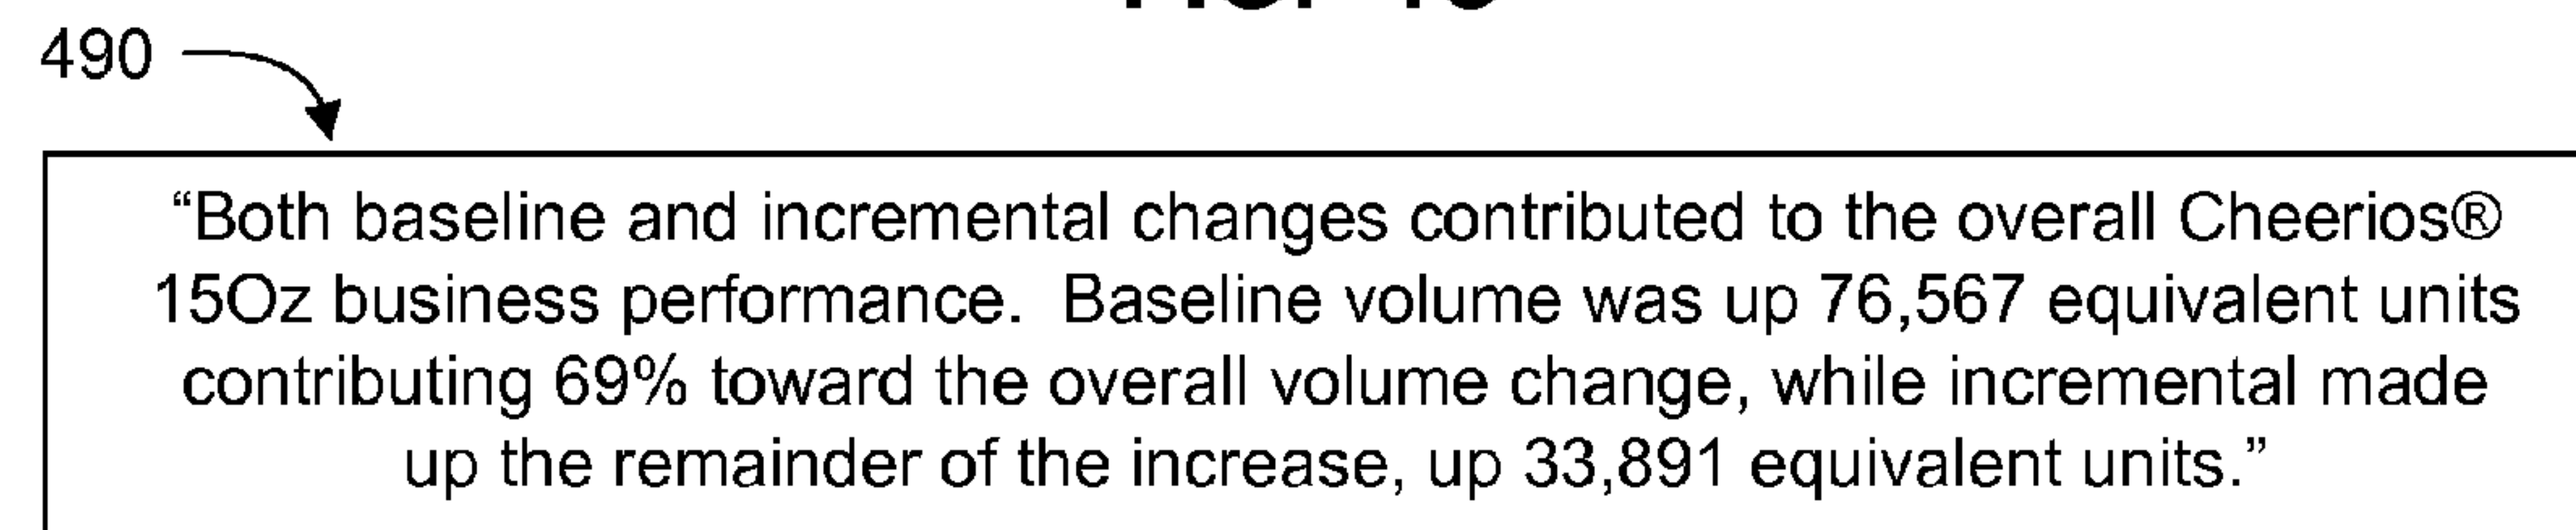 490
“Both baseline and incremental changes contributed to the overall Cheerios®
15Oz business performance.  Baseline volume was up 76,567 equivalent units
contributing 69% toward the overall volume change, while incremental made
up the remainder of the increase, up 33,891 equivalent units.”